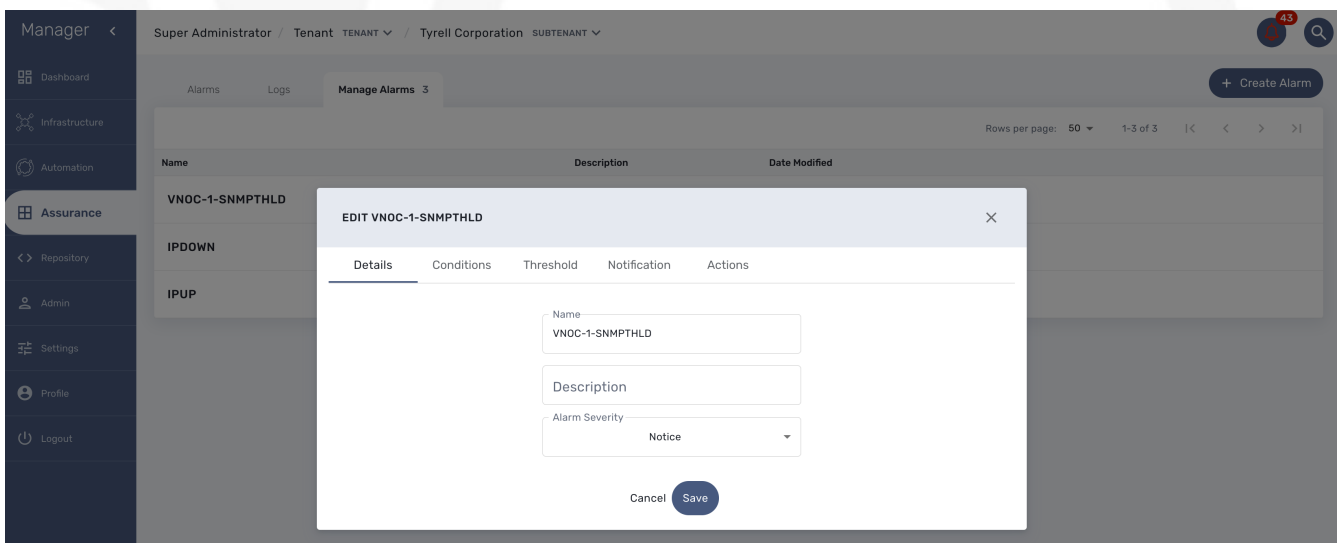 Manager <
Super Administrator / Tenant TENANT / Tyrell Corporation SUBTENANT
43
Dashboard
Alarms Logs Manage Alarms 3
+ Create Alarm
Infrastructure
Rows per page: 50 1-3 of 3 |< < > >|
Automation
Name Description Date Modified
Assurance
VNOC-1-SNMPTHLD
EDIT VNOC-1-SNMPTHLD
IPDOWN
Repository
Details Conditions Threshold Notification Actions
Admin
IPUP
Name
VNOC-1-SNMPTHLD
Settings
Description
Profile
Alarm Severity
Notice
Logout
Cancel Save